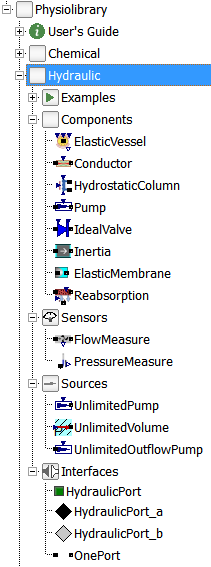 Physiolibrary
User's Guide
Chemical
Hydraulic
Examples
Components
ElasticVessel
Conductor
HydrostaticColumn
Pump
IdealValve
Inertia
ElasticMembrane
Reabsorption
Sensors
FlowMeasure
PressureMeasure
Sources
UnlimitedPump
UnlimitedVolume
UnlimitedOutflowPump
Interfaces
HydraulicPort
HydraulicPort_a
HydraulicPort_b
OnePort